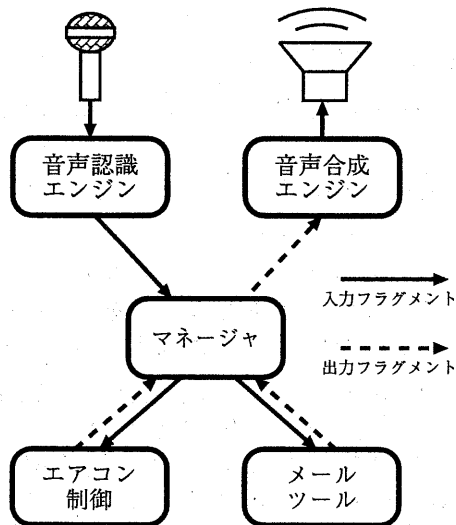 音声認識
エンジン
音声合成
エンジン
入力フラグメント
マネージャ
出力フラグメント
エアコン
制御
メール
ツール